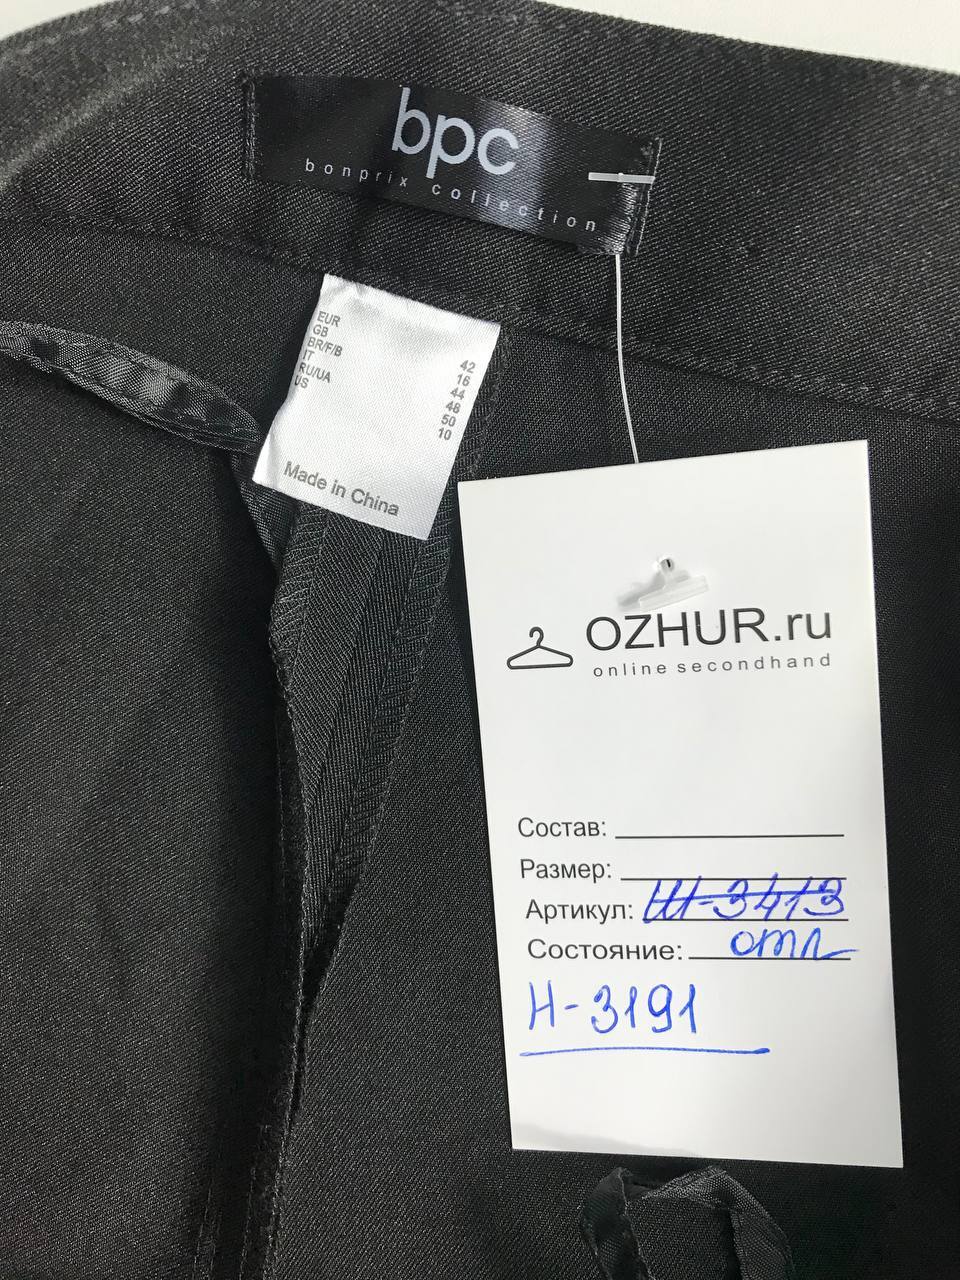 bpc
bonprix collection
EUR 42
GB 16
BR/F/B 44
IT 48
RU/UA 50
US 10
Made in China
OZHUR.ru
online secondhand
Состав:
Размер:
Артикул: Ш-3413
Состояние: отл
Н-3191